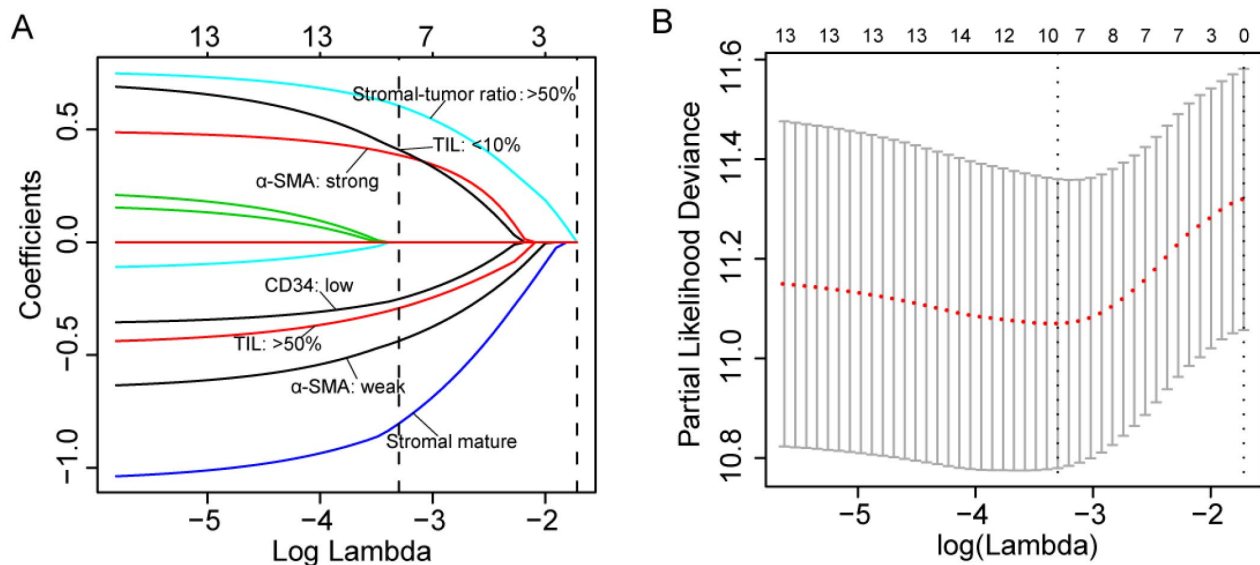 A
13 13 7 3
Coefficients
0.5
0.0
−0.5
−1.0
Stromal-tumor ratio: >50%
TIL: <10%
α-SMA: strong
CD34: low
TIL: >50%
α-SMA: weak
Stromal mature
−5 −4 −3 −2
Log Lambda
B
13 13 13 13 14 12 10 7 8 7 7 3 0
Partial Likelihood Deviance
11.6
11.4
11.2
11.0
10.8
−5 −4 −3 −2
log(Lambda)